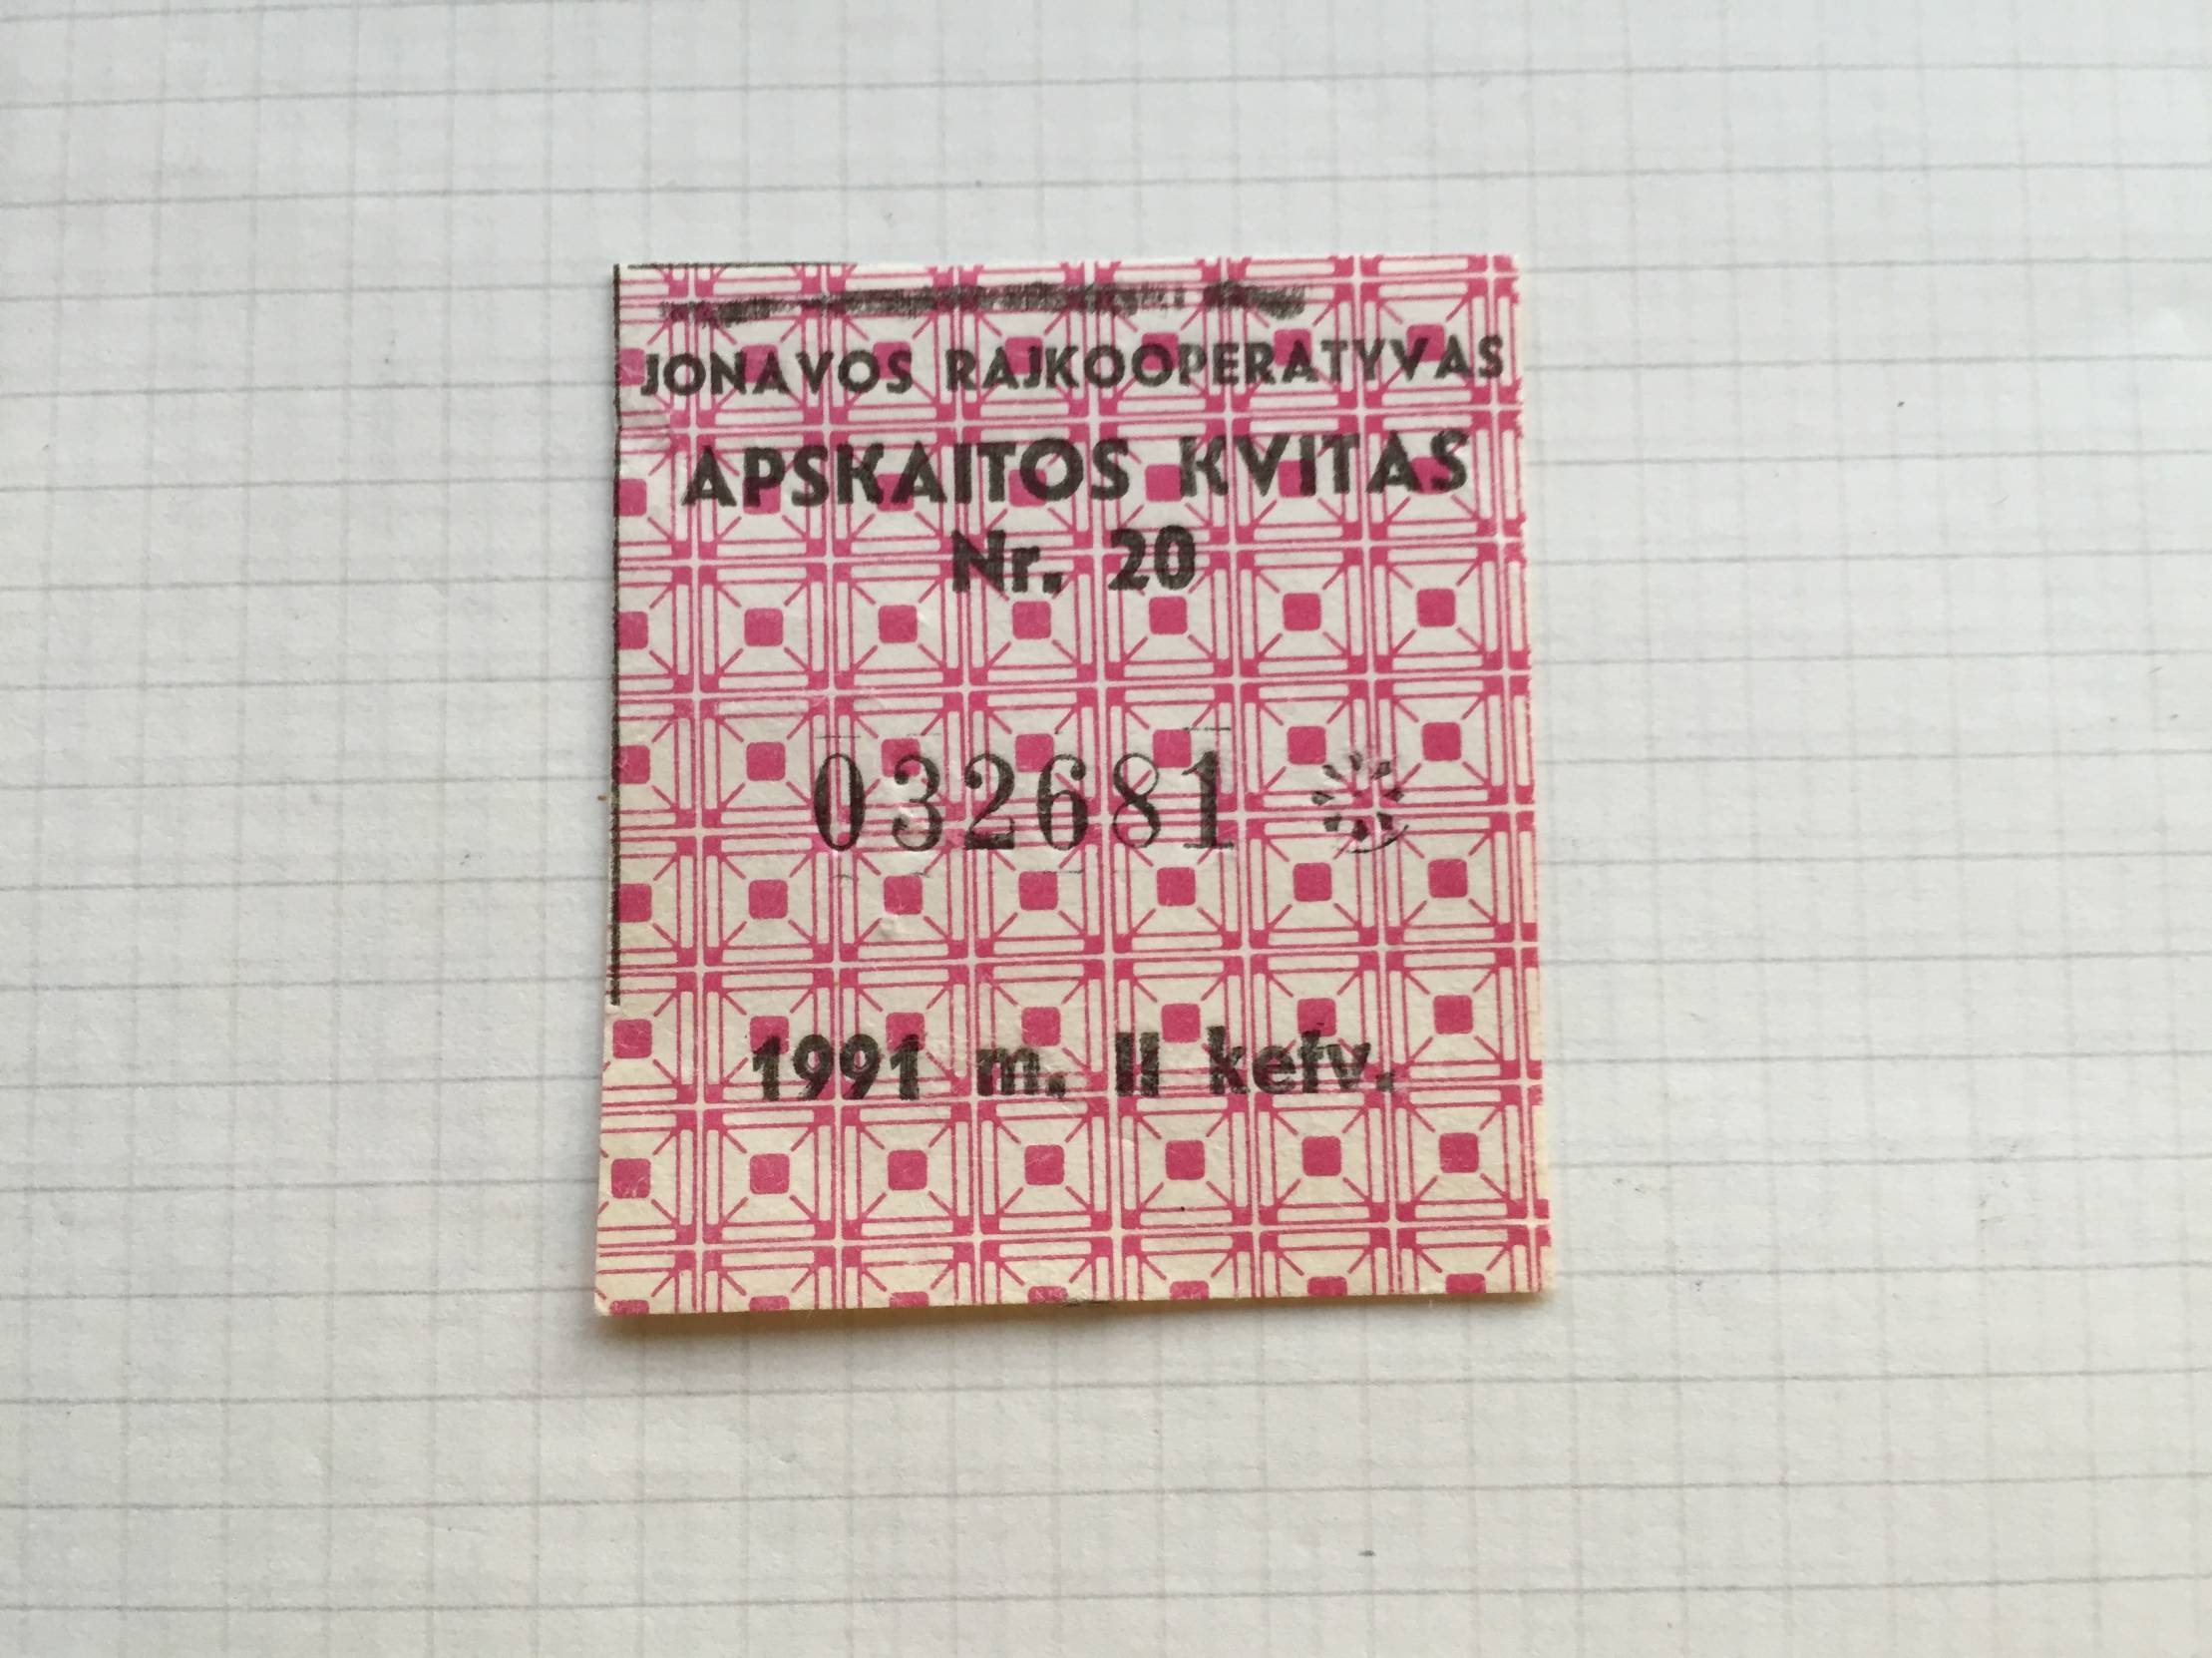 JONAVOS RAJKOOPERATYVAS
APSKAITOS KVITAS
Nr. 20
032681
1991 m. II ketv.